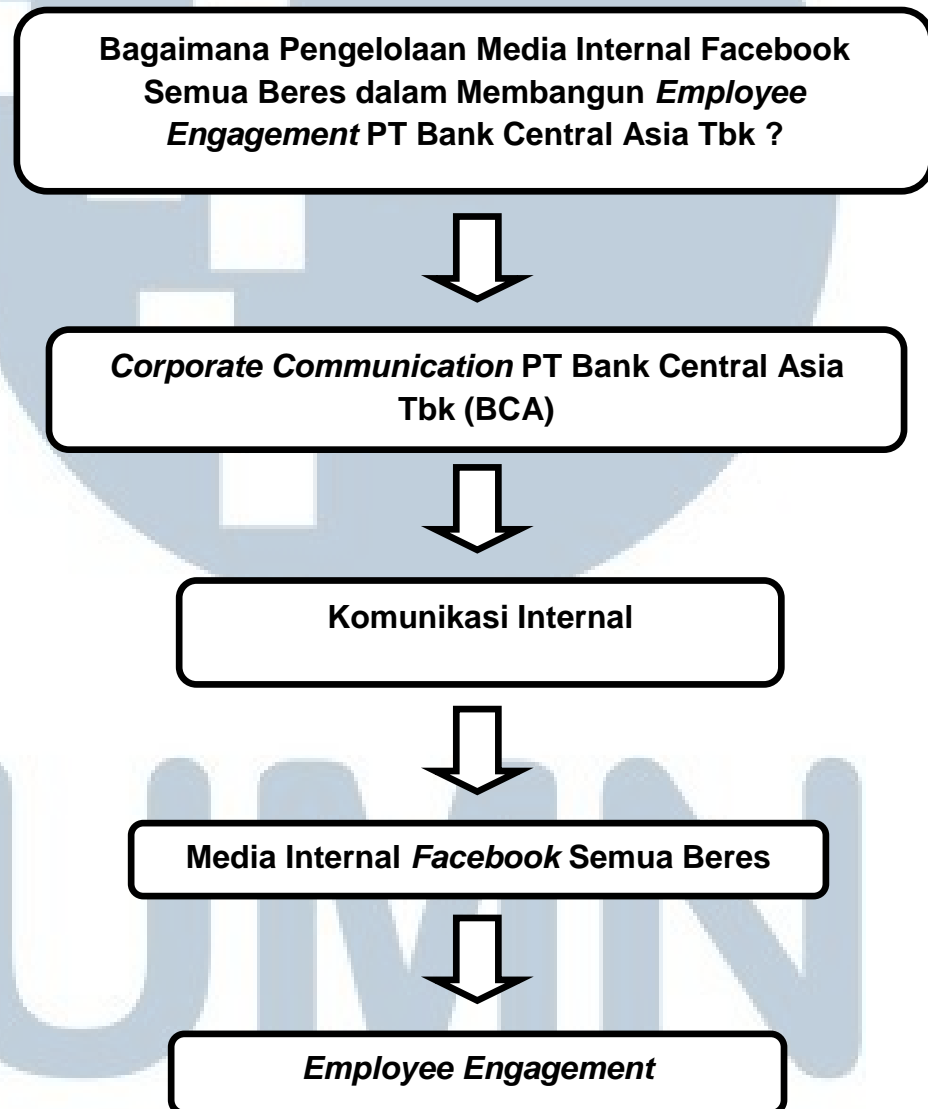 Bagaimana Pengelolaan Media Internal Facebook
Semua Beres dalam Membangun Employee
Engagement PT Bank Central Asia Tbk ?
Corporate Communication PT Bank Central Asia
Tbk (BCA)
Komunikasi Internal
Media Internal Facebook Semua Beres
UMN
Employee Engagement